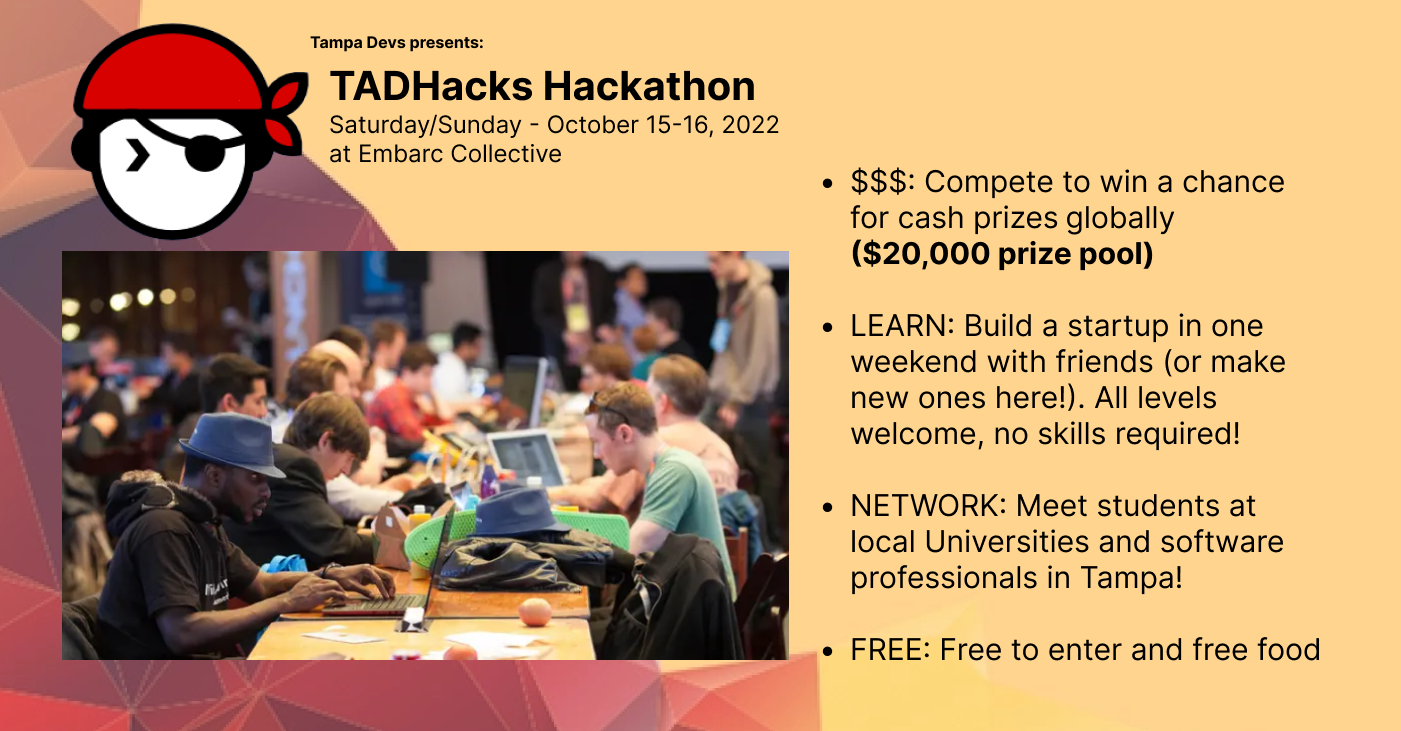 Tampa Devs presents:
TADHacks Hackathon
Saturday/Sunday - October 15-16, 2022
at Embarc Collective
• $$$: Compete to win a chance
for cash prizes globally
($20,000 prize pool)
• LEARN: Build a startup in one
weekend with friends (or make
new ones here!). All levels
welcome, no skills required!
• NETWORK: Meet students at
local Universities and software
professionals in Tampa!
• FREE: Free to enter and free food